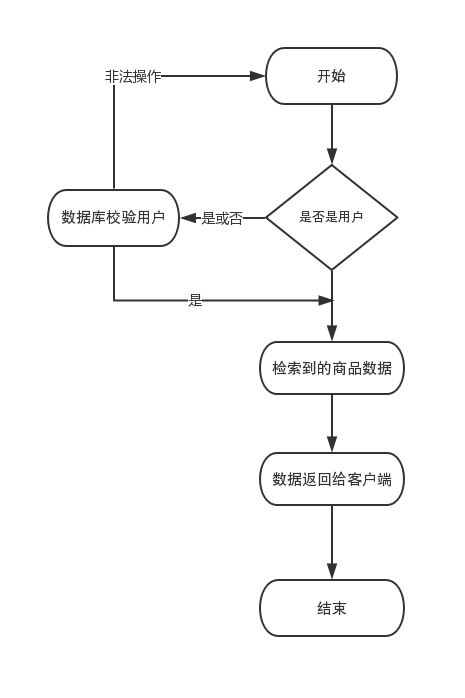 非法操作
开始
数据库校验用户
是或否
是否是用户
是
检索到的商品数据
数据返回给客户端
结束